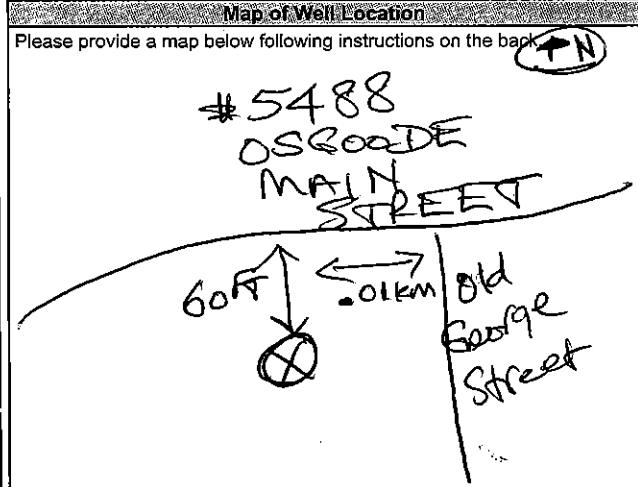 Map of Well Location
Please provide a map below following instructions on the back
N
#5488
OSGOODE
MAIN
STREET
60FT
.01km
Old
George
Street